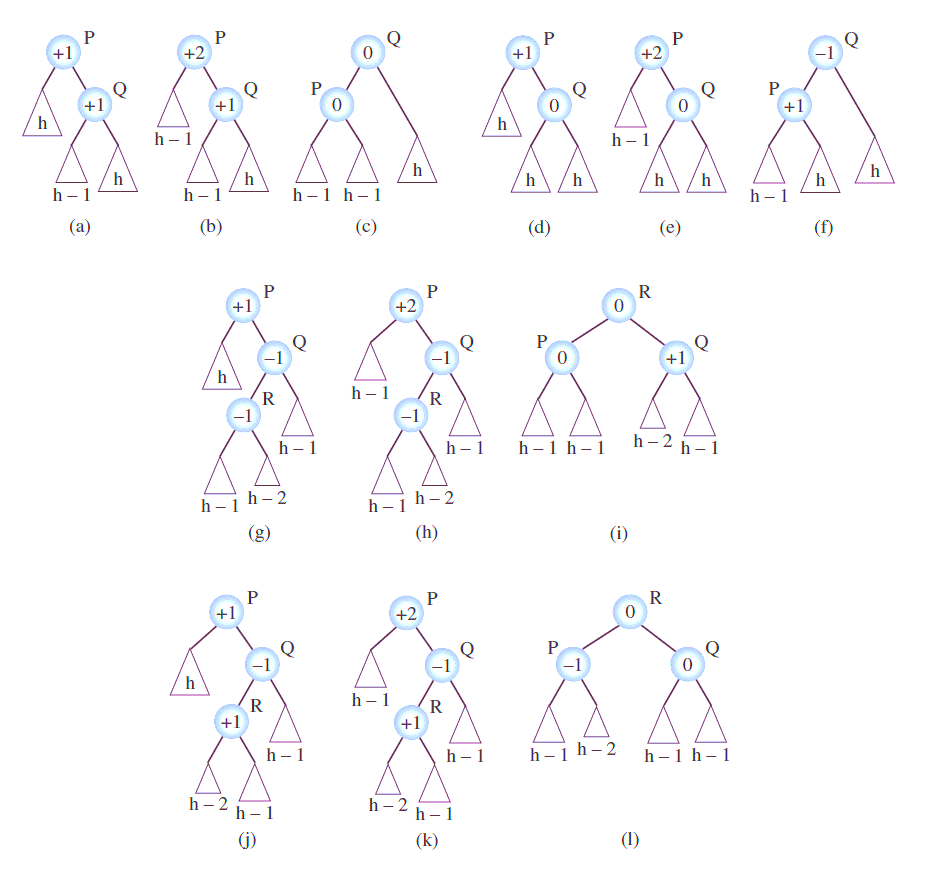 P P Q P P Q
+1 +2 0 +1 +2 −1
Q Q P Q Q P
+1 +1 0 0 0 +1
h h – 1 h h – 1
h – 1 h h – 1 h h – 1 h – 1 h h h h h h – 1 h h
(a) (b) (c) (d) (e) (f)
P P R
+1 +2 0
Q Q P Q
−1 −1 0 +1
h h – 1
R R
−1 −1
h – 1 h – 1 h – 1 h – 1 h – 2 h – 1
h – 1 h – 2 h – 1 h – 2
(g) (h) (i)
P P R
+1 +2 0
Q Q P Q
−1 −1 −1 0
h h – 1
R R
+1 +1
h – 1 h – 1 h – 1 h – 2 h – 1 h – 1
h – 2 h – 1 h – 2 h – 1
(j) (k) (l)